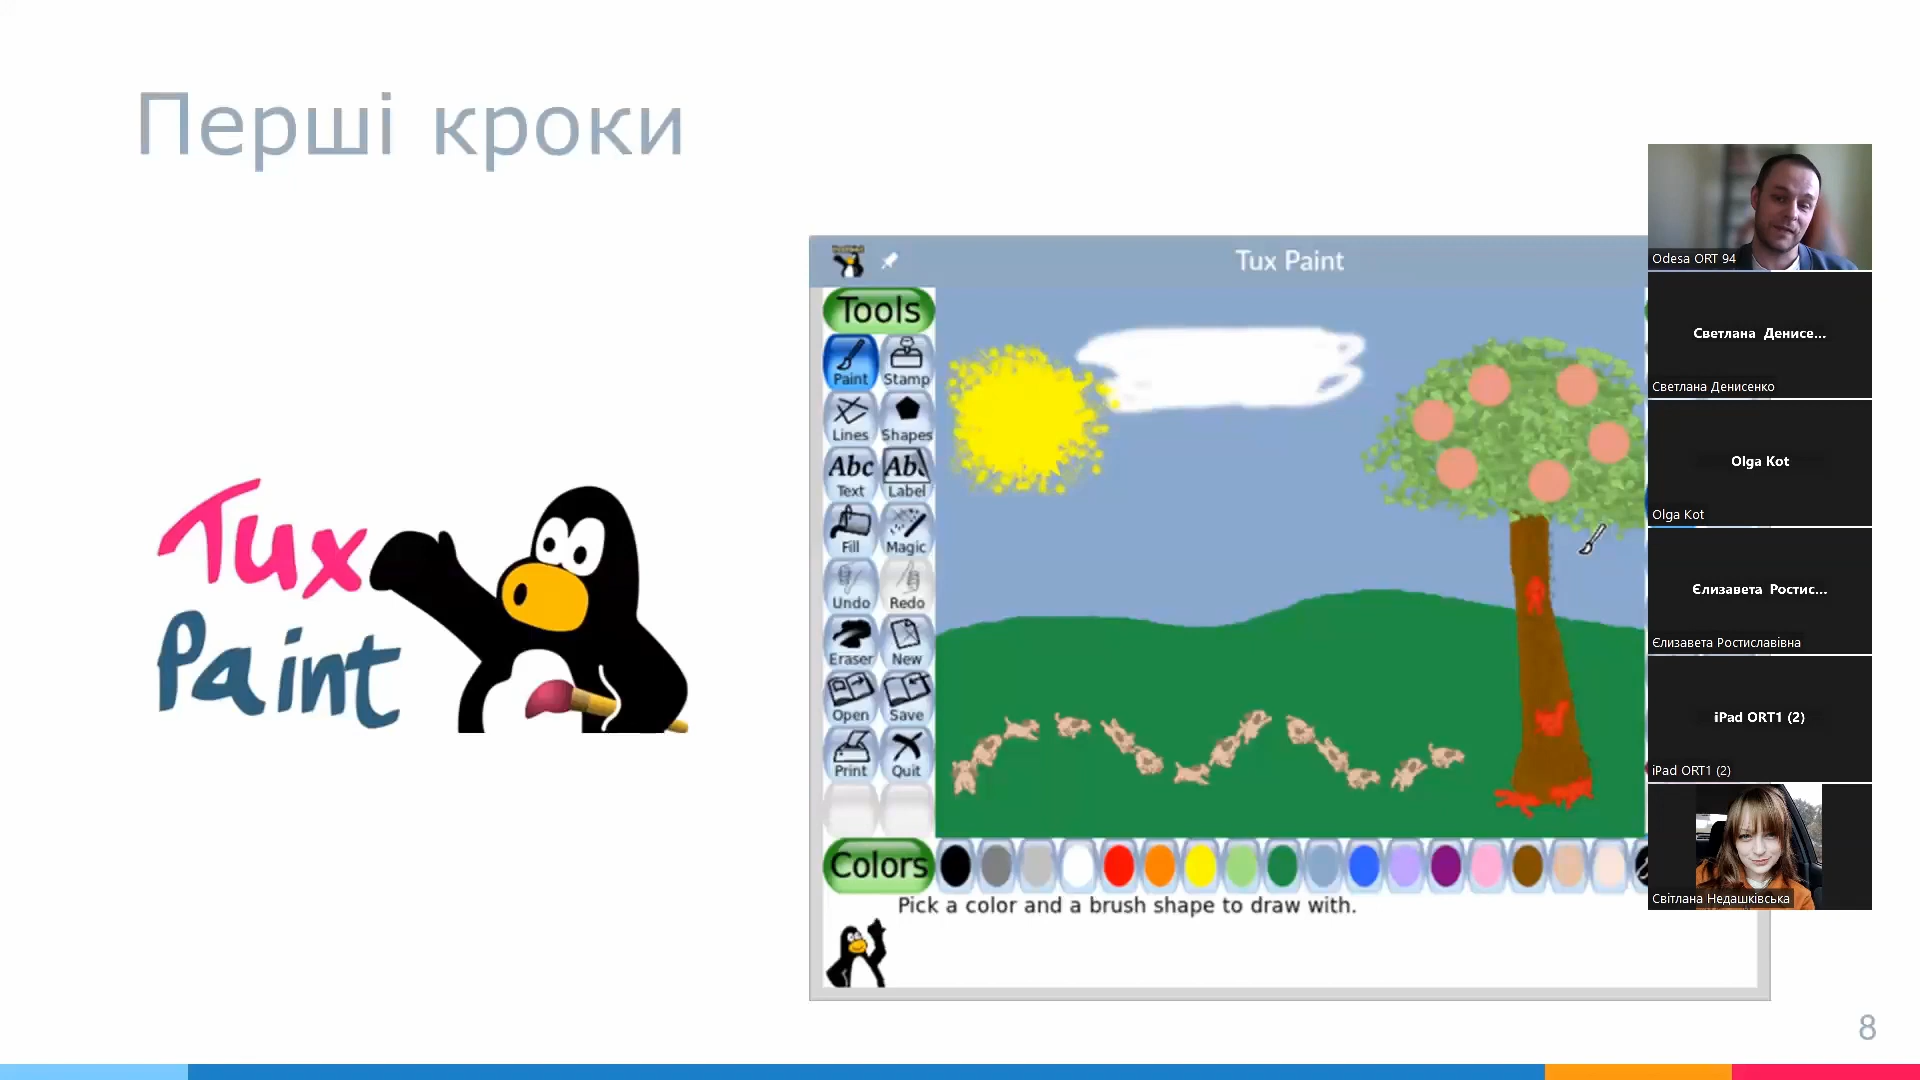 Перші кроки
Tux
Paint
Tux Paint
Tools
Paint
Stamp
Lines
Shapes
Abc
Text
Abc
Label
Fill
Magic
Undo
Redo
Eraser
New
Open
Save
Print
Quit
Colors
Pick a color and a brush shape to draw with.
Odesa ORT 94
Светлана Денисе...
Светлана Денисенко
Olga Kot
Olga Kot
Єлизавета Ростис...
Єлизавета Ростиславівна
iPad ORT1 (2)
iPad ORT1 (2)
Світлана Недашківська
8